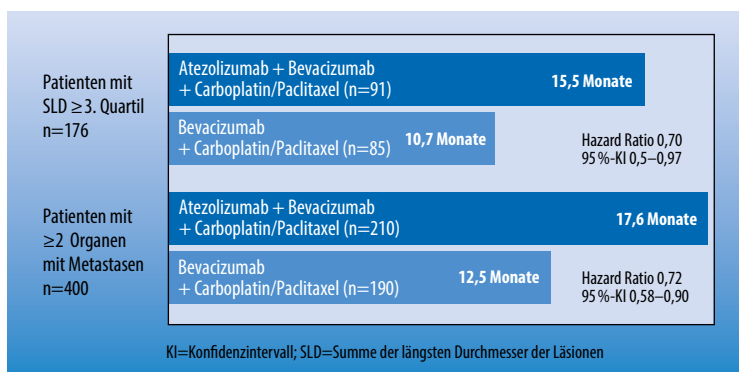 Patienten mit
SLD ≥3. Quartil
n=176
Atezolizumab + Bevacizumab
+ Carboplatin/Paclitaxel (n=91)
15,5 Monate
Bevacizumab
+ Carboplatin/Paclitaxel (n=85)
10,7 Monate
Hazard Ratio 0,70
95 %-KI 0,5–0,97
Patienten mit
≥2 Organen
mit Metastasen
n=400
Atezolizumab + Bevacizumab
+ Carboplatin/Paclitaxel (n=210)
17,6 Monate
Bevacizumab
+ Carboplatin/Paclitaxel (n=190)
12,5 Monate
Hazard Ratio 0,72
95 %-KI 0,58–0,90
KI=Konfidenzintervall; SLD=Summe der längsten Durchmesser der Läsionen